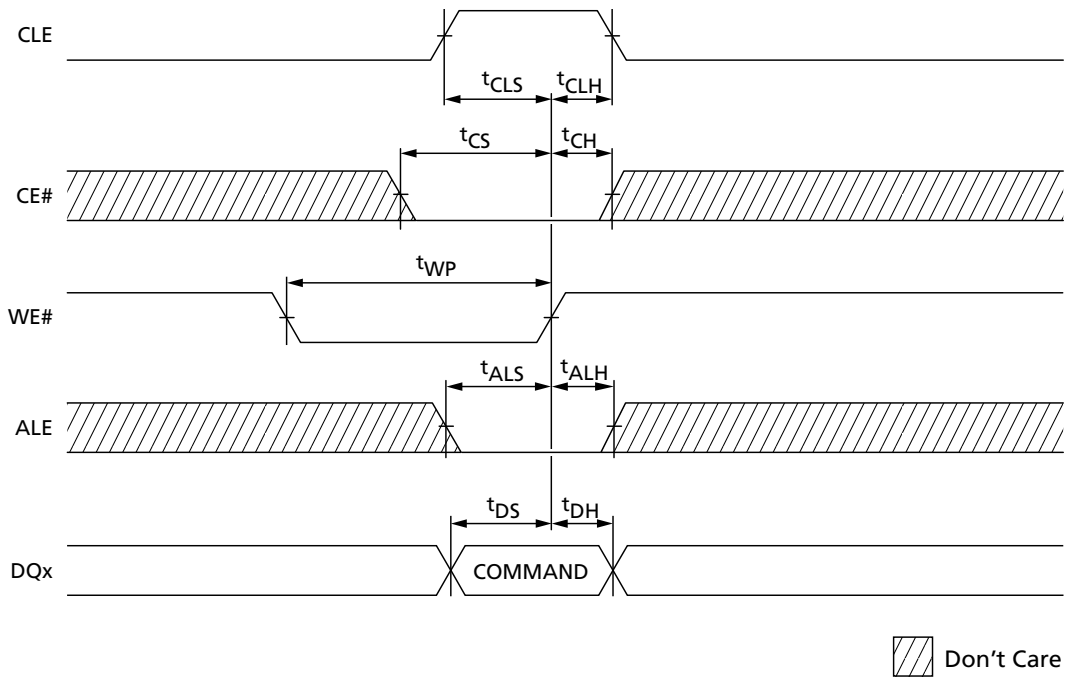 CLE
tCLS tCLH
tCS tCH
CE#
tWP
WE#
tALS tALH
ALE
tDS tDH
DQx COMMAND
Don't Care